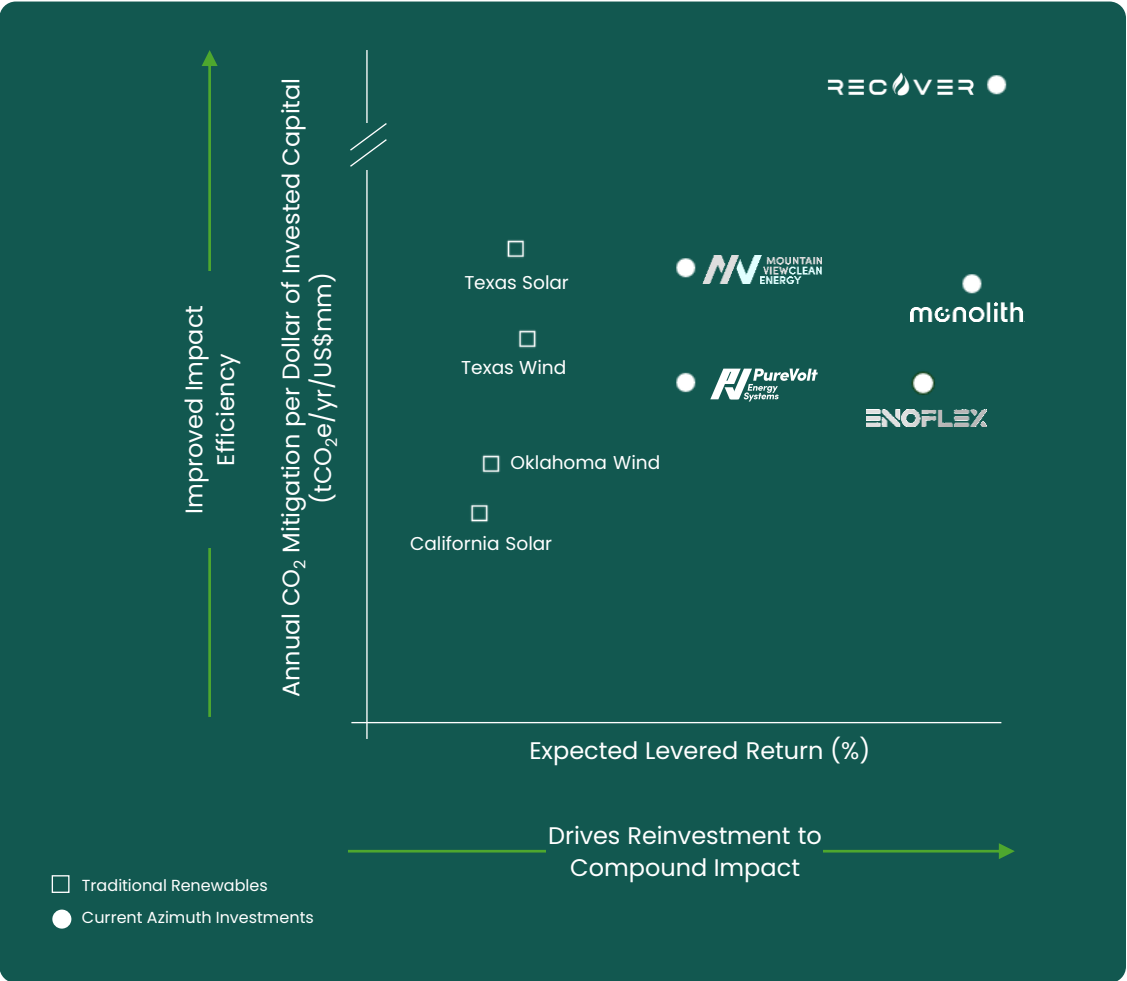 Improved Impact
Efficiency
Annual CO₂ Mitigation per Dollar of Invested Capital
(tCO₂e/yr/US$mm)
RECOVER
Texas Solar
MOUNTAIN
VIEWCLEAN
ENERGY
monolith
Texas Wind
PureVolt
Energy
Systems
ENOFLEX
Oklahoma Wind
California Solar
Expected Levered Return (%)
Drives Reinvestment to
Compound Impact
Traditional Renewables
Current Azimuth Investments